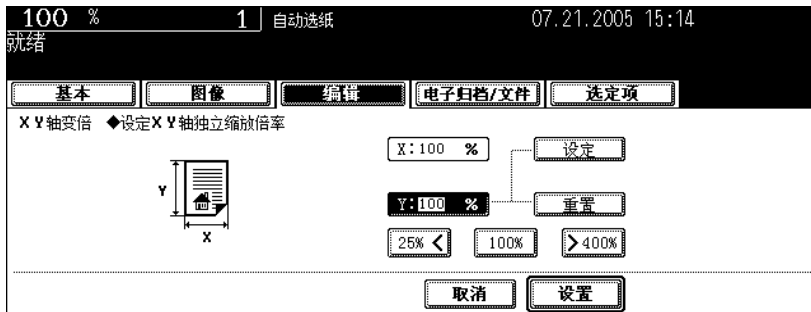 100 % 1 自动选纸 07.21.2005 15:14
就绪
基本 图像 编辑 电子归档/文件 选定项
X Y轴变倍 ◆设定X Y轴独立缩放倍率
X:100 % 设定
Y
Y:100 % 重置
X
25% < 100% >400%
取消 设置